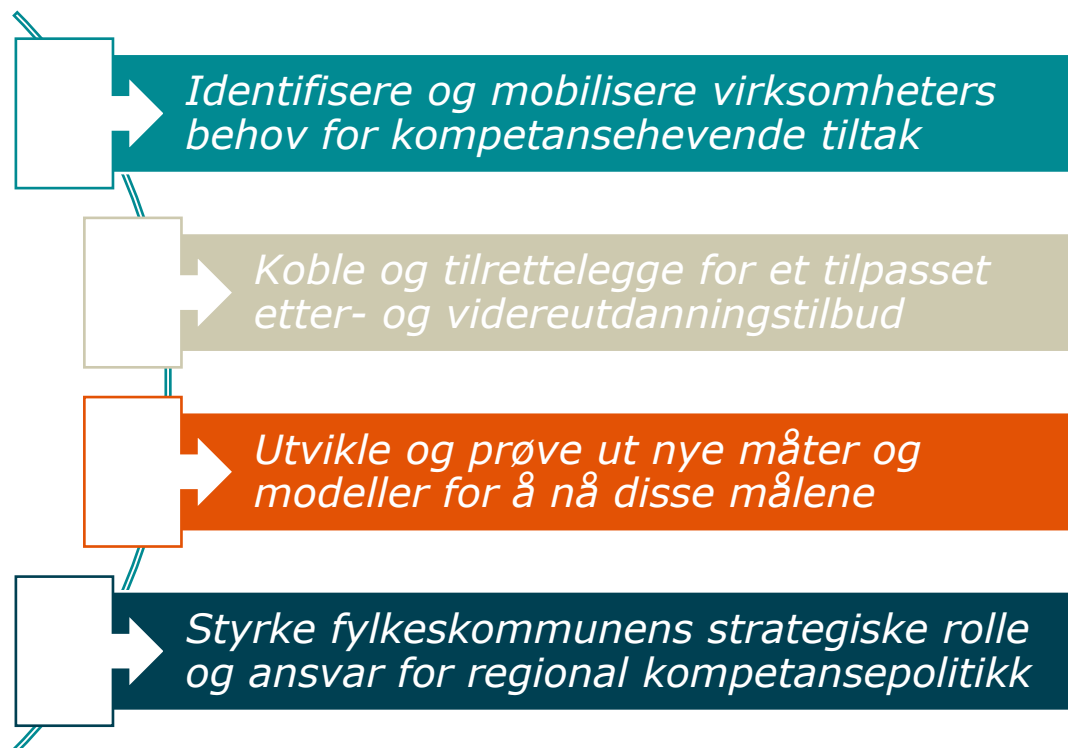 Identifisere og mobilisere virksomheters
behov for kompetansehevende tiltak
Koble og tilrettelegge for et tilpasset
etter- og videreutdanningstilbud
Utvikle og prøve ut nye måter og
modeller for å nå disse målene
Styrke fylkeskommunens strategiske rolle
og ansvar for regional kompetansepolitikk